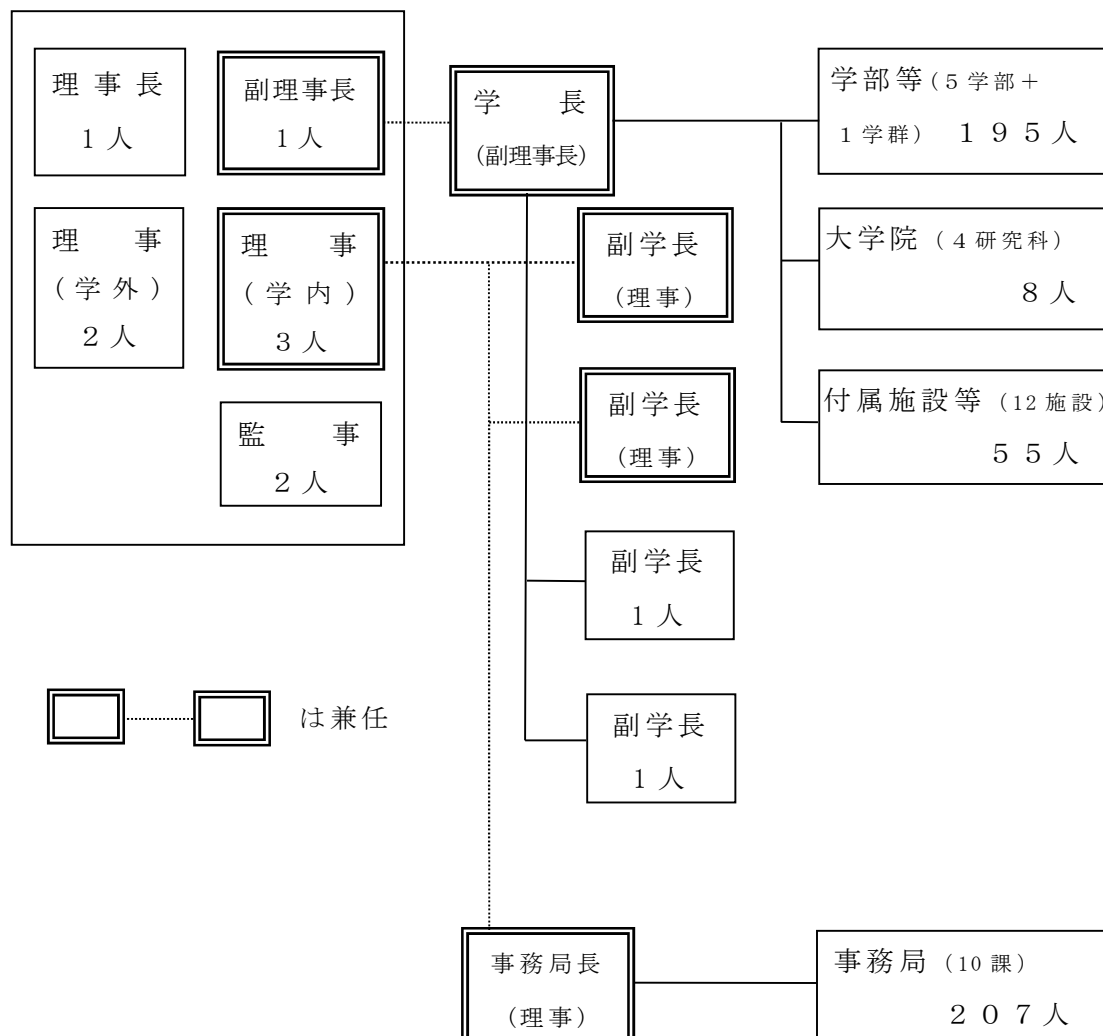 理事長
1人
副理事長
1人
理　事
(学外)
2人
理　事
(学内)
3人
監　事
2人
学　長
(副理事長)
副学長
(理事)
副学長
(理事)
副学長
1人
副学長
1人
学部等(5学部＋
1学群)　195人
大学院 (4研究科)
8人
付属施設等 (12施設)
55人
は兼任
事務局長
(理事)
事務局 (10課)
207人